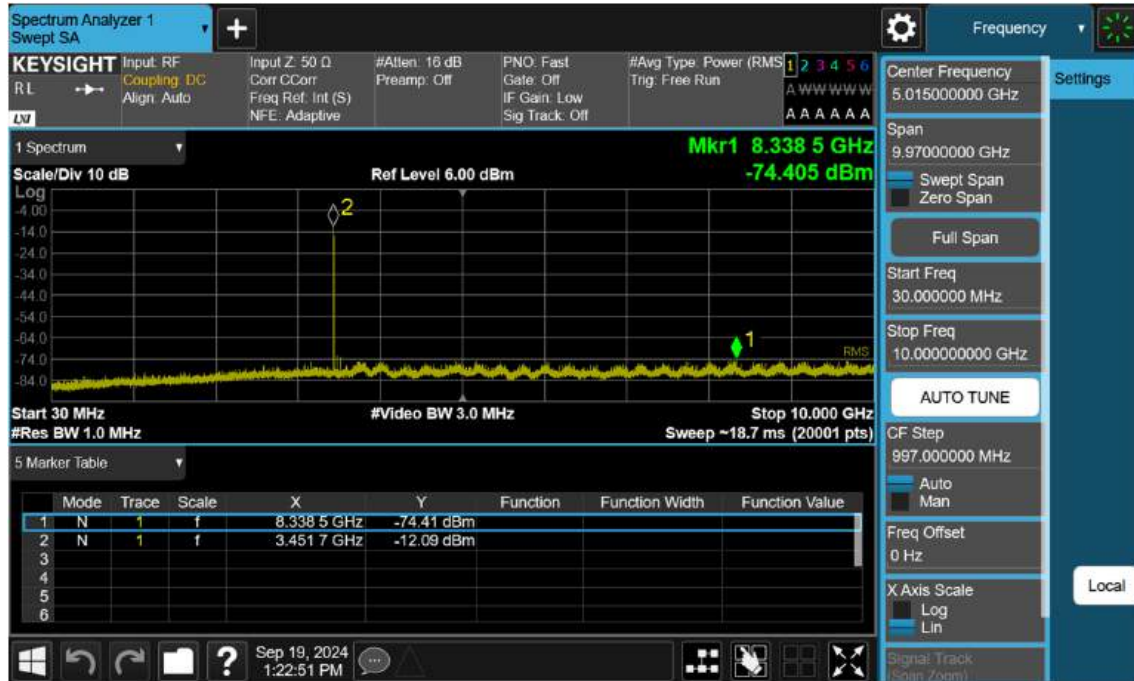 Spectrum Analyzer 1
Swept SA
Frequency
KEYSIGHT
RL
LXI
Input: RF
Coupling: DC
Align: Auto
Input Z: 50 Ω
Corr CCorr
Freq Ref: Int (S)
NFE: Adaptive
#Atten: 16 dB
Preamp: Off
PNO: Fast
Gate: Off
IF Gain: Low
Sig Track: Off
#Avg Type: Power (RMS
Trig: Free Run
1 2 3 4 5 6
A W W W W W
A A A A A A
1 Spectrum
Mkr1 8.338 5 GHz
-74.405 dBm
Scale/Div 10 dB
Ref Level 6.00 dBm
Log
-4.00
-14.0
-24.0
-34.0
-44.0
-54.0
-64.0
-74.0
-84.0
2
1
RMS
Start 30 MHz
#Video BW 3.0 MHz
Stop 10.000 GHz
#Res BW 1.0 MHz
Sweep ~18.7 ms (20001 pts)
5 Marker Table
Mode Trace Scale X Y Function Function Width Function Value
1 N 1 f 8.338 5 GHz -74.41 dBm
2 N 1 f 3.451 7 GHz -12.09 dBm
3
4
5
6
Sep 19, 2024
1:22:51 PM
Center Frequency
5.015000000 GHz
Span
9.97000000 GHz
Swept Span
Zero Span
Full Span
Start Freq
30.000000 MHz
Stop Freq
10.000000000 GHz
AUTO TUNE
CF Step
997.000000 MHz
Auto
Man
Freq Offset
0 Hz
X Axis Scale
Log
Lin
Signal Track
(Span Zoom)
Settings
Local